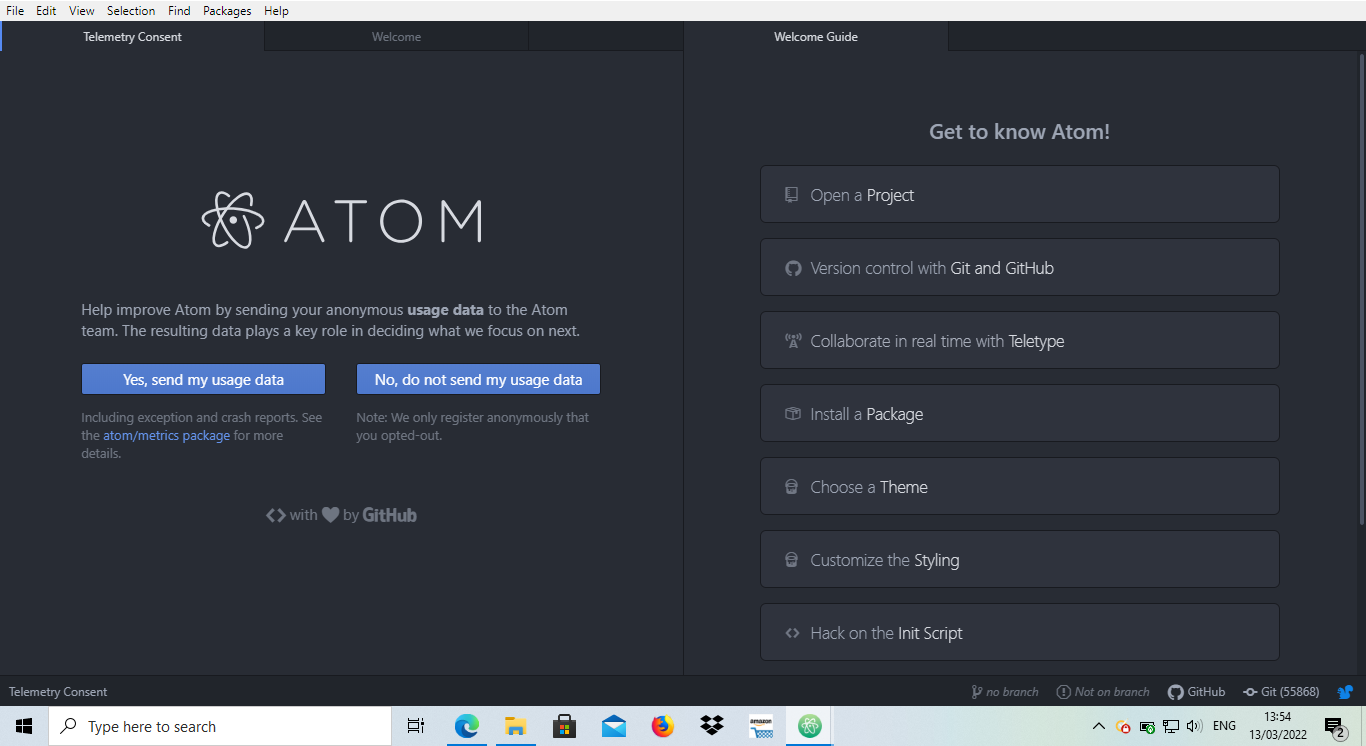 File Edit View Selection Find Packages Help
Telemetry Consent
Welcome
Welcome Guide
ATOM
Help improve Atom by sending your anonymous usage data to the Atom
team. The resulting data plays a key role in deciding what we focus on next.
Yes, send my usage data
No, do not send my usage data
Including exception and crash reports. See
the atom/metrics package for more
details.
Note: We only register anonymously that
you opted-out.
with by GitHub
Get to know Atom!
Open a Project
Version control with Git and GitHub
Collaborate in real time with Teletype
Install a Package
Choose a Theme
Customize the Styling
Hack on the Init Script
Telemetry Consent
no branch
Not on branch
GitHub
Git (55868)
Type here to search
amazon
ENG
13:54
13/03/2022
2